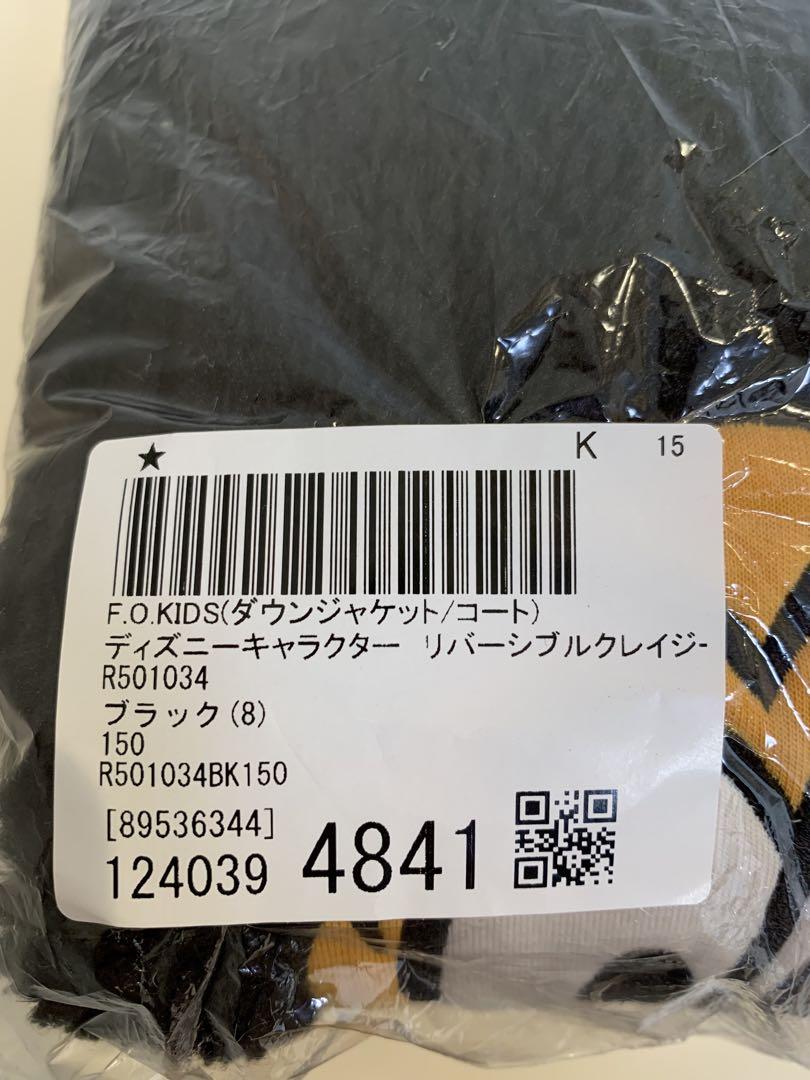 ★ K 15
F.O.KIDS(ダウンジャケット/コート)
ディズニーキャラクター リバーシブルクレイジー
R501034
ブラック(8)
150
R501034BK150
[89536344]
124039 4841